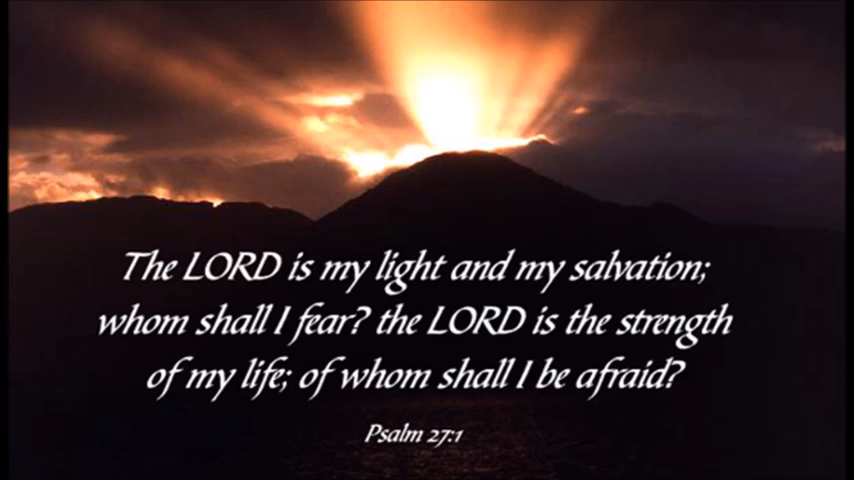 The LORD is my light and my salvation;
whom shall I fear? the LORD is the strength
of my life; of whom shall I be afraid?
Psalm 27:1